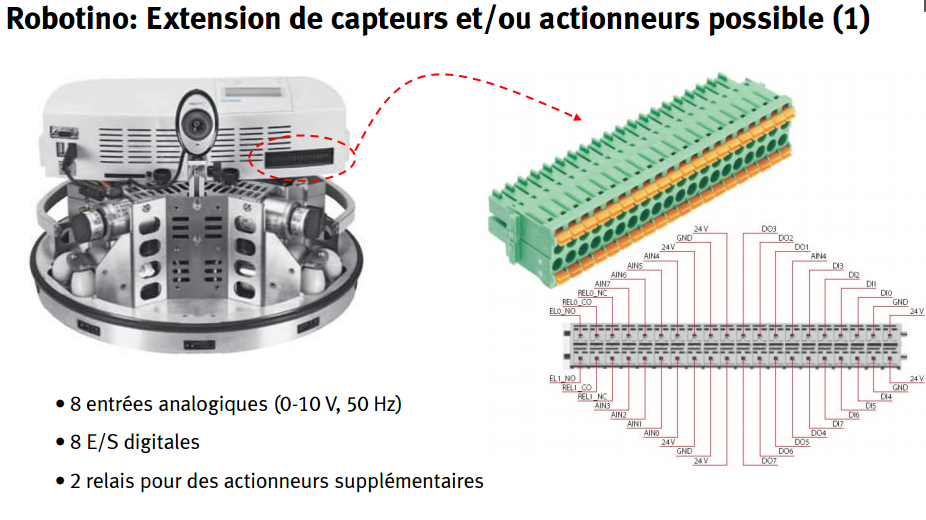 Robotino: Extension de capteurs et/ou actionneurs possible (1)
24 V
DO3
GND
DO2
24V
DO1
AIN4
AIN4
AIN5
DI3
AIN6
DI2
AIN7
DI1
REL0_NC
DI0
REL0_CO
GND
EL0_NO
24 V
EL1_NO
24 V
REL1_CO
GND
REL1_NC
DI4
AIN3
DI5
AIN2
DI6
AIN1
DI7
AIN0
DO4
24V
DO5
GND
DO6
24 V
DO7
• 8 entrées analogiques (0-10 V, 50 Hz)
• 8 E/S digitales
• 2 relais pour des actionneurs supplémentaires